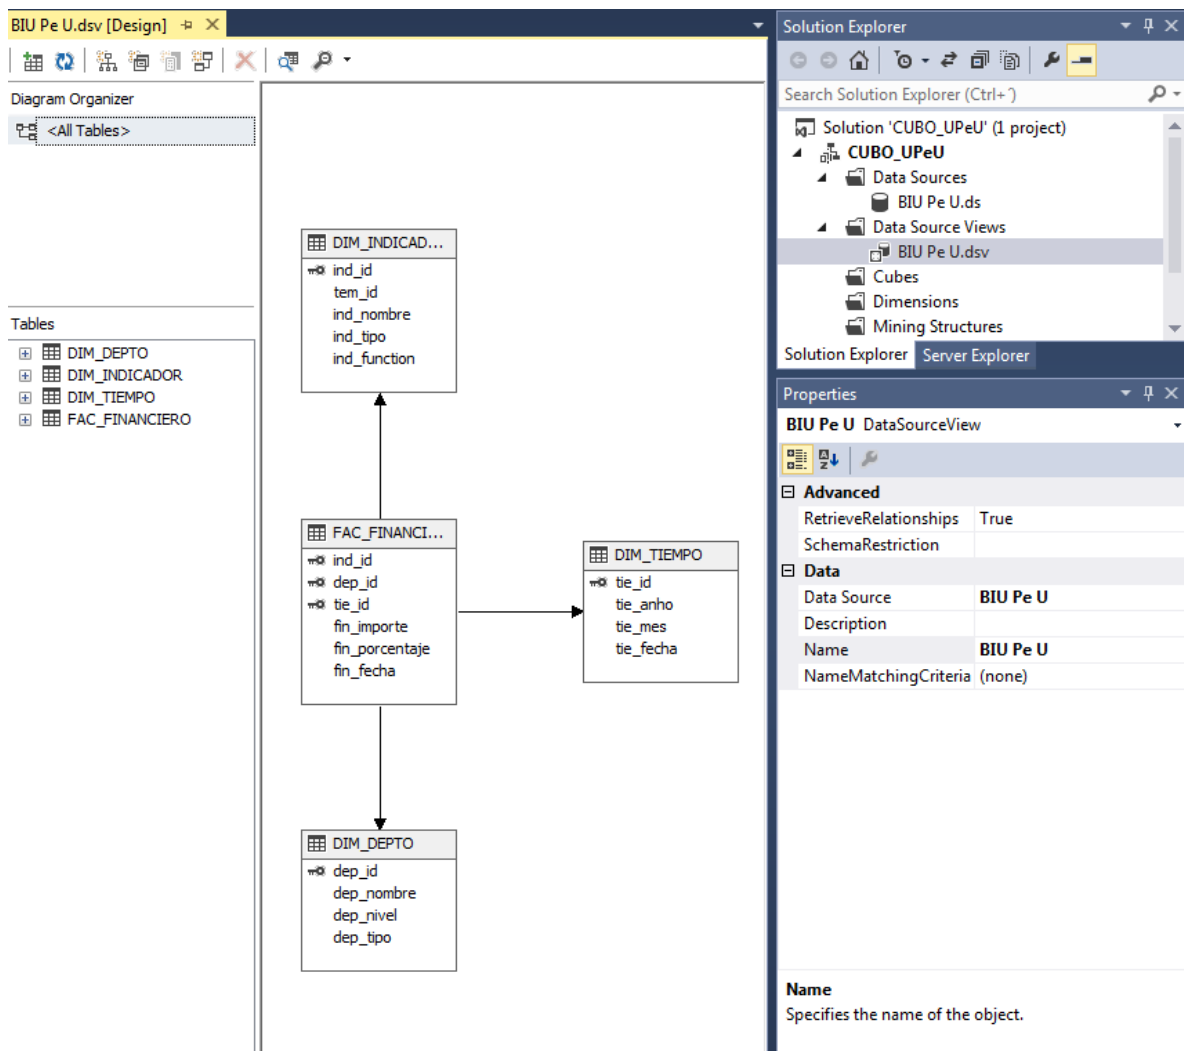 BIU Pe U.dsv [Design]
Diagram Organizer
<All Tables>
Tables
DIM_DEPTO
DIM_INDICADOR
DIM_TIEMPO
FAC_FINANCIERO
DIM_INDICAD...
ind_id
tem_id
ind_nombre
ind_tipo
ind_function
FAC_FINANCI...
ind_id
dep_id
tie_id
fin_importe
fin_porcentaje
fin_fecha
DIM_TIEMPO
tie_id
tie_anho
tie_mes
tie_fecha
DIM_DEPTO
dep_id
dep_nombre
dep_nivel
dep_tipo
Solution Explorer
Search Solution Explorer (Ctrl+´)
Solution 'CUBO_UPeU' (1 project)
CUBO_UPeU
Data Sources
BIU Pe U.ds
Data Source Views
BIU Pe U.dsv
Cubes
Dimensions
Mining Structures
Solution Explorer Server Explorer
Properties
BIU Pe U DataSourceView
Advanced
RetrieveRelationships True
SchemaRestriction
Data
Data Source BIU Pe U
Description
Name BIU Pe U
NameMatchingCriteria (none)
Name
Specifies the name of the object.